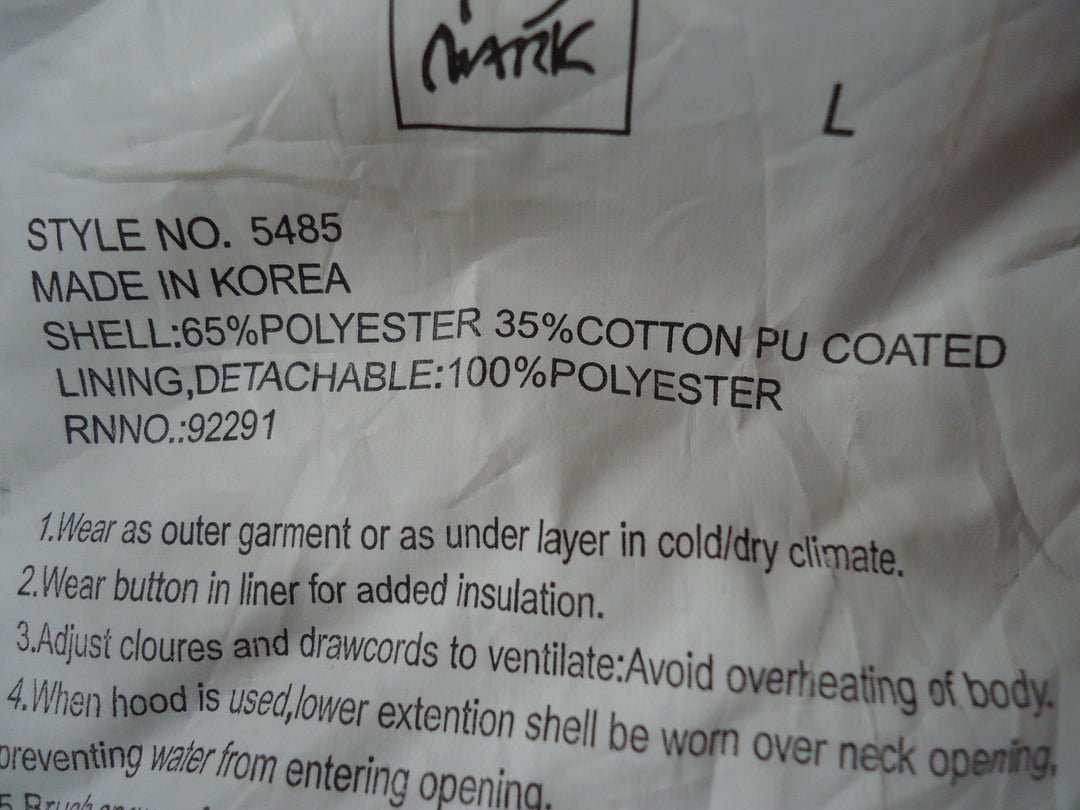 MARK
L
STYLE NO. 5485
MADE IN KOREA
SHELL:65%POLYESTER 35%COTTON PU COATED
LINING,DETACHABLE:100%POLYESTER
RNNO.:92291
1.Wear as outer garment or as under layer in cold/dry climate.
2.Wear button in liner for added insulation.
3.Adjust cloures and drawcords to ventilate:Avoid overheating of body.
4.When hood is used,lower extention shell be worn over neck opening,
preventing water from entering opening.
5.Brush